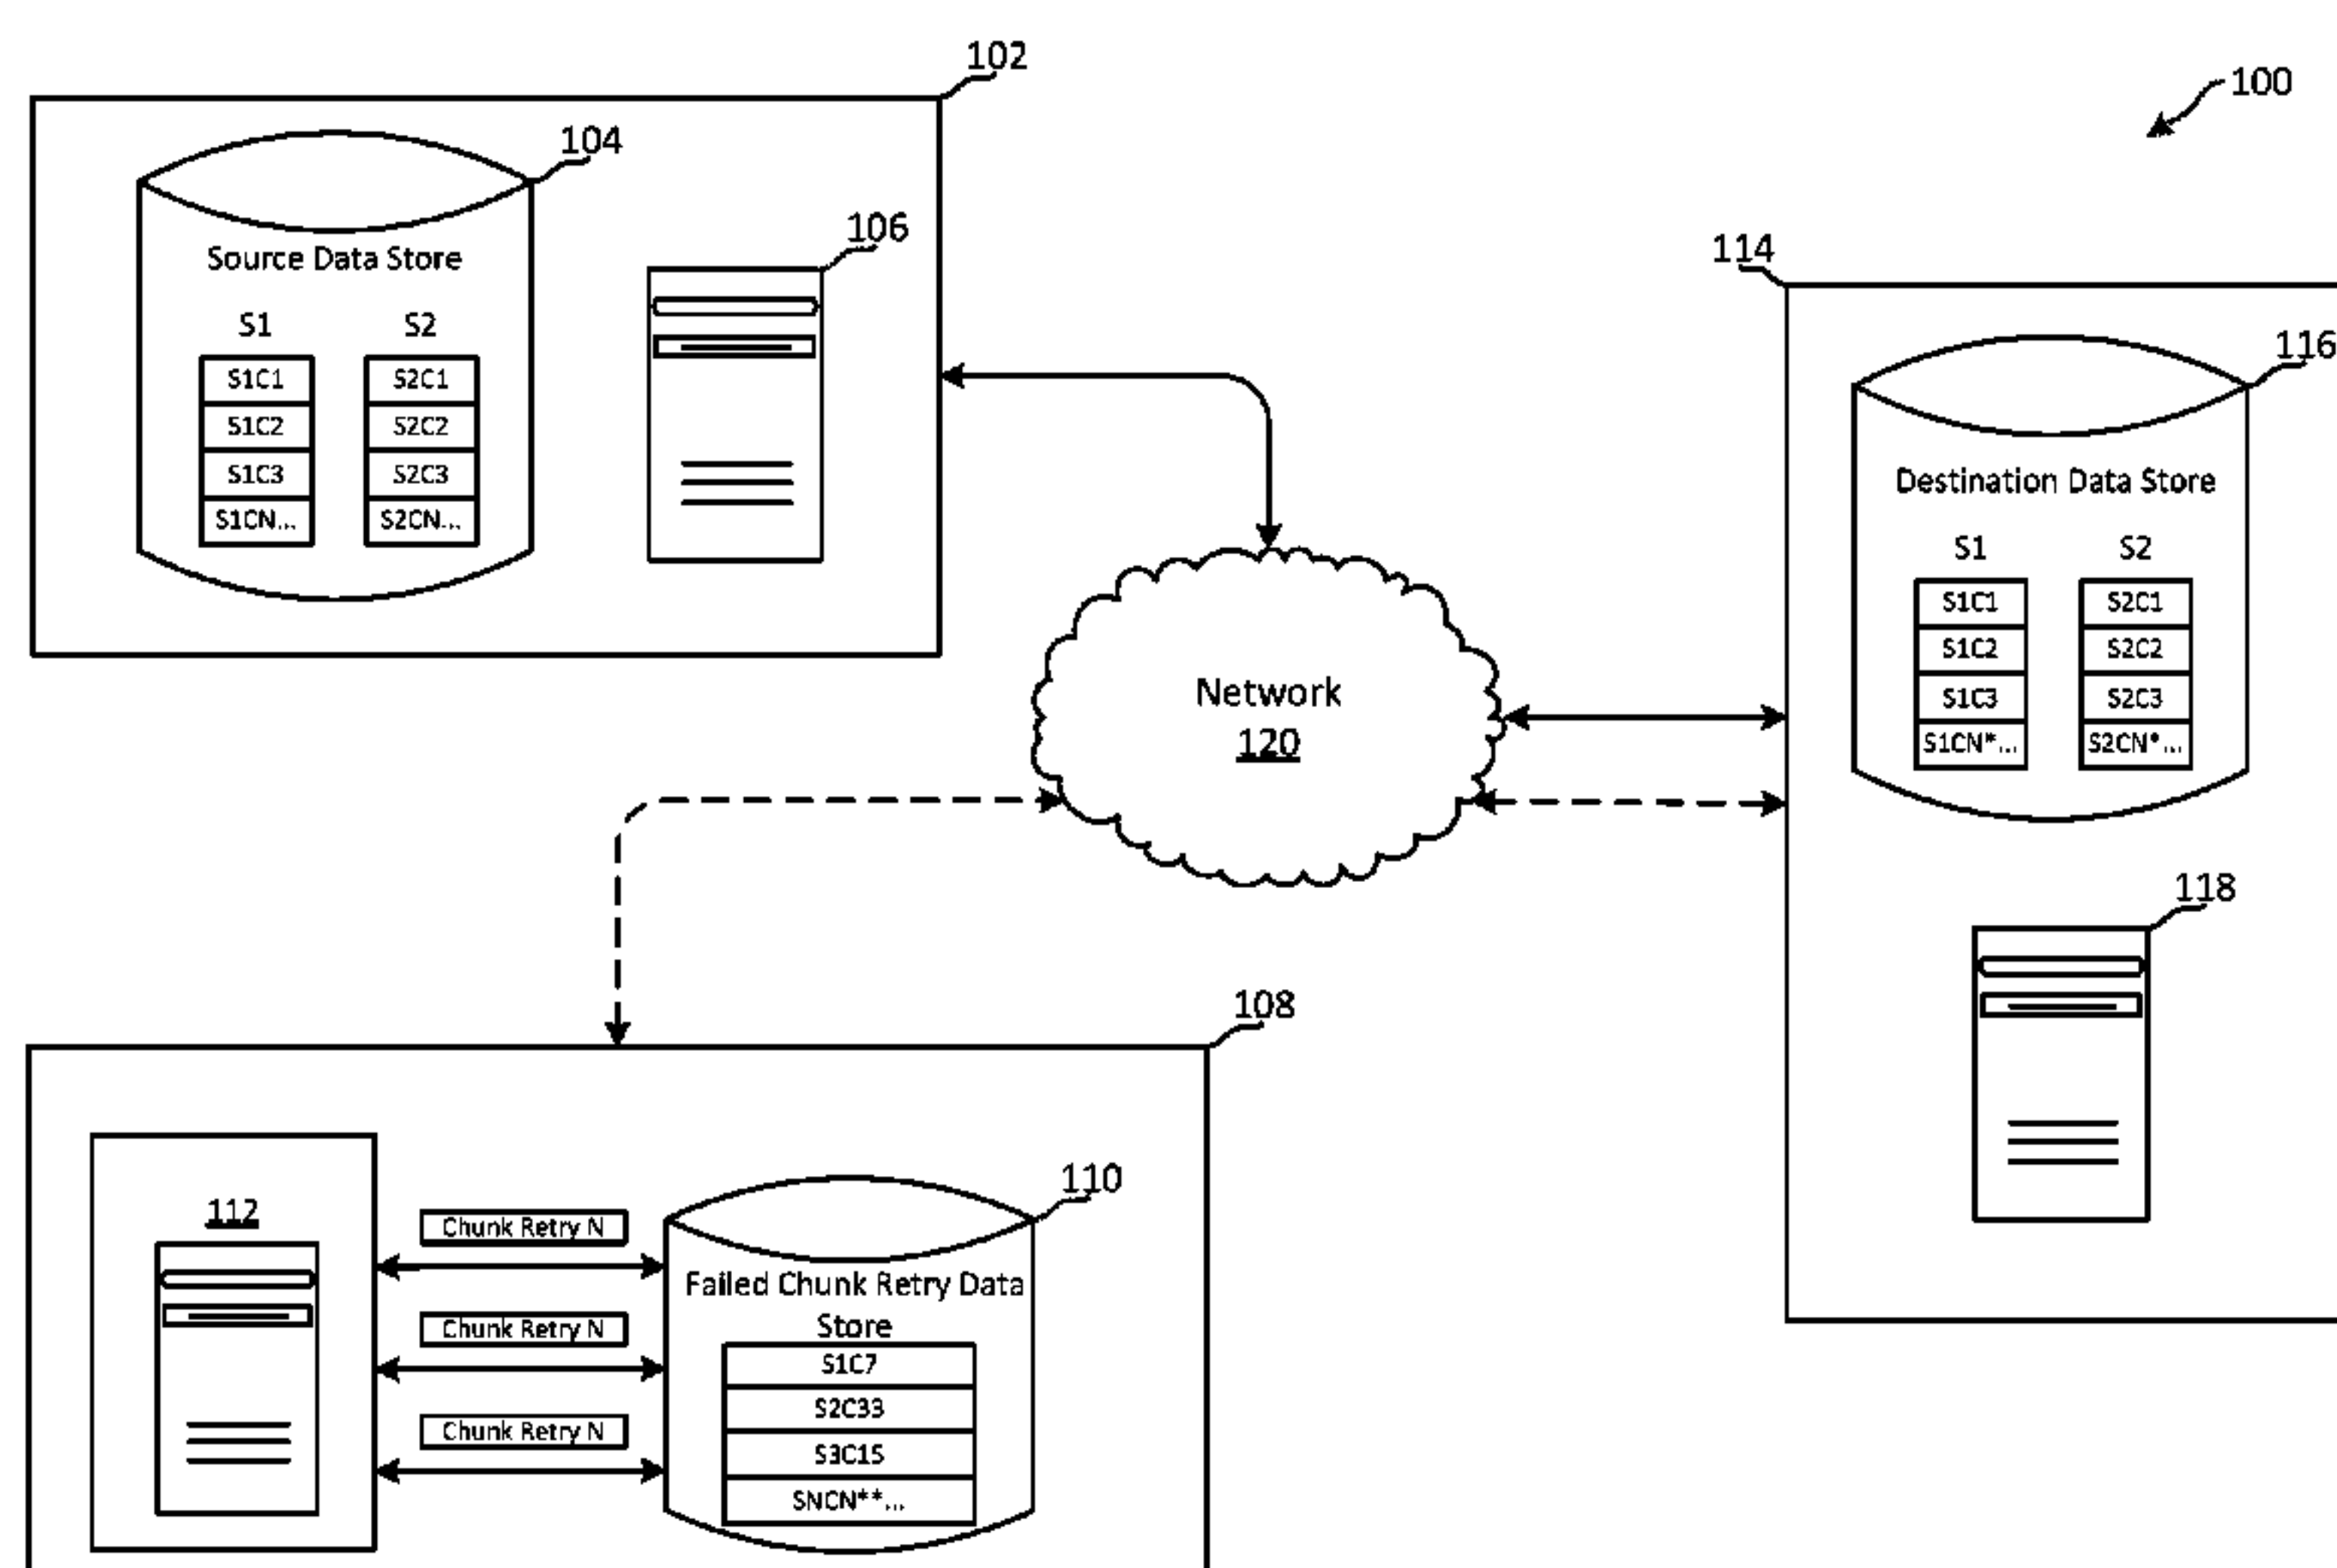 102
100
104
106
Source Data Store
S1 S2
S1C1 S2C1
S1C2 S2C2
S1C3 S2C3
S1CN... S2CN...
114
116
Destination Data Store
S1 S2
S1C1 S2C1
S1C2 S2C2
S1C3 S2C3
S1CN*... S2CN*...
Network
120
118
108
112
110
Chunk Retry N
Chunk Retry N
Chunk Retry N
Failed Chunk Retry Data
Store
S1C7
S2C33
S3C15
SNCN**...